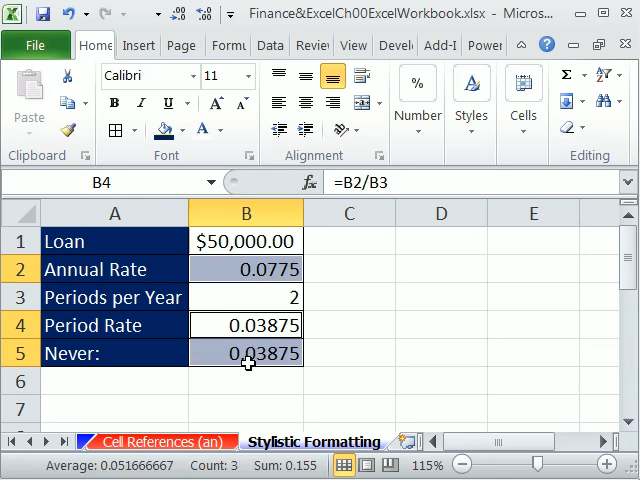 Finance&ExcelCh00ExcelWorkbook.xlsx - Micros...
File Home Insert Page Formu Data Review View Devel Add-I Power
Paste
Calibri 11
B I U A A
A
%
Number
Styles
Cells
Σ
Clipboard Font Alignment Editing
B4 fx =B2/B3
A B C D E
1 Loan $50,000.00
2 Annual Rate 0.0775
3 Periods per Year 2
4 Period Rate 0.03875
5 Never: 0.03875
6
7
Cell References (an) Stylistic Formatting
Average: 0.051666667 Count: 3 Sum: 0.155 115%